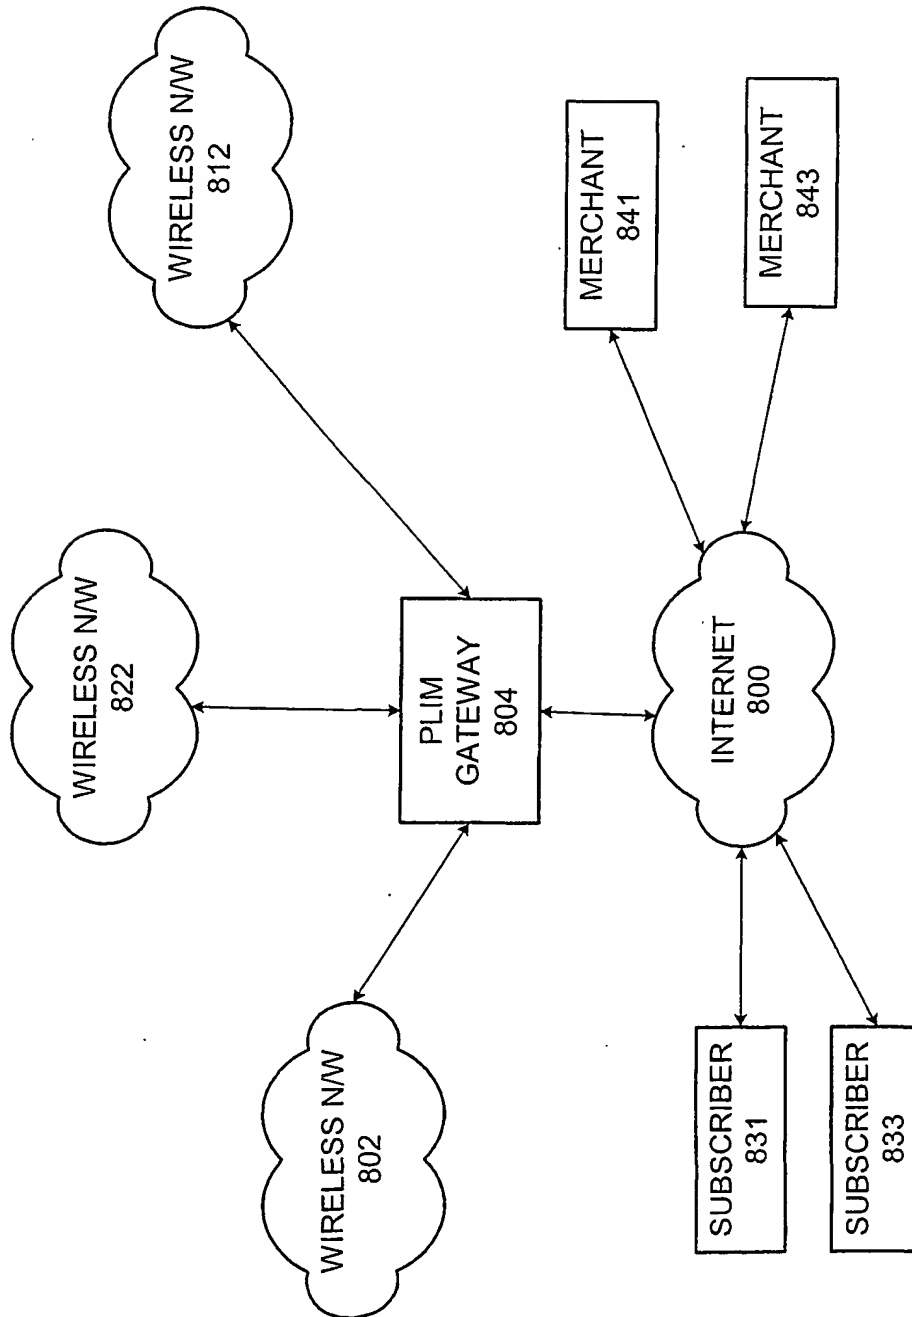 WIRELESS N/W
822
WIRELESS N/W
802
WIRELESS N/W
812
PLIM
GATEWAY
804
INTERNET
800
SUBSCRIBER
831
SUBSCRIBER
833
MERCHANT
841
MERCHANT
843